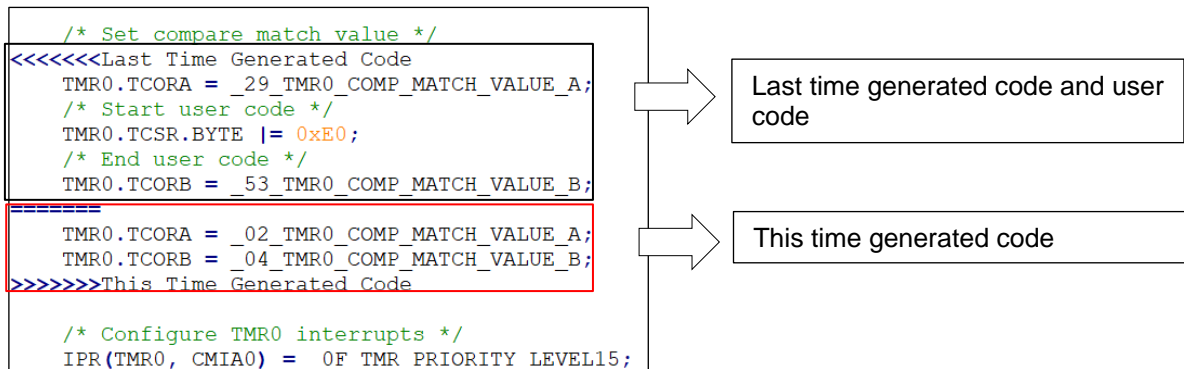 /* Set compare match value */
<<<<<<<Last Time Generated Code
TMR0.TCORA = _29_TMR0_COMP_MATCH_VALUE_A;
/* Start user code */
TMR0.TCSR.BYTE |= 0xE0;
/* End user code */
TMR0.TCORB = _53_TMR0_COMP_MATCH_VALUE_B;
=======
TMR0.TCORA = _02_TMR0_COMP_MATCH_VALUE_A;
TMR0.TCORB = _04_TMR0_COMP_MATCH_VALUE_B;
>>>>>>>This Time Generated Code
/* Configure TMR0 interrupts */
IPR(TMR0, CMIA0) = _0F_TMR_PRIORITY_LEVEL15;
Last time generated code and user
code
This time generated code